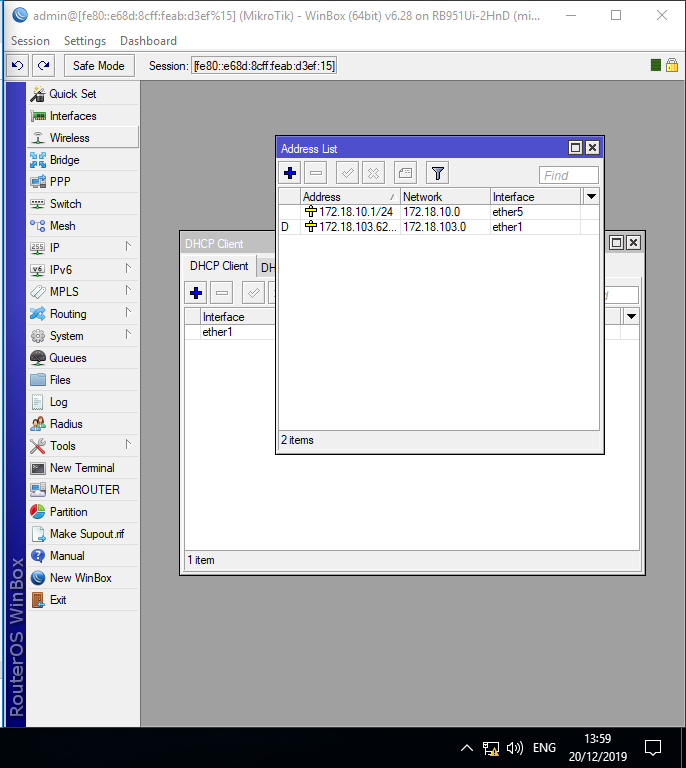 admin@[fe80::e68d:8cff:feab:d3ef%15] (MikroTik) - WinBox (64bit) v6.28 on RB951Ui-2HnD (mi...
Session Settings Dashboard
Safe Mode Session: [fe80::e68d:8cff:feab:d3ef:15]
Quick Set
Interfaces
Wireless
Bridge
PPP
Switch
Mesh
IP
IPv6
MPLS
Routing
System
Queues
Files
Log
Radius
Tools
New Terminal
MetaROUTER
Partition
Make Supout.rif
Manual
New WinBox
Exit
RouterOS WinBox
Address List
Find
Address Network Interface
172.18.10.1/24 172.18.10.0 ether5
D 172.18.103.62... 172.18.103.0 ether1
2 items
DHCP Client
DHCP Client DH
Interface
ether1
1 item
ENG
13:59
20/12/2019